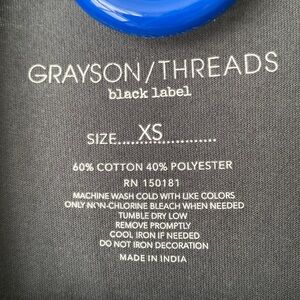 GRAYSON/THREADS
black label
SIZE......XS...........
60% COTTON 40% POLYESTER
RN 150181
MACHINE WASH COLD WITH LIKE COLORS
ONLY NON-CHLORINE BLEACH WHEN NEEDED
TUMBLE DRY LOW
REMOVE PROMPTLY
COOL IRON IF NEEDED
DO NOT IRON DECORATION
MADE IN INDIA